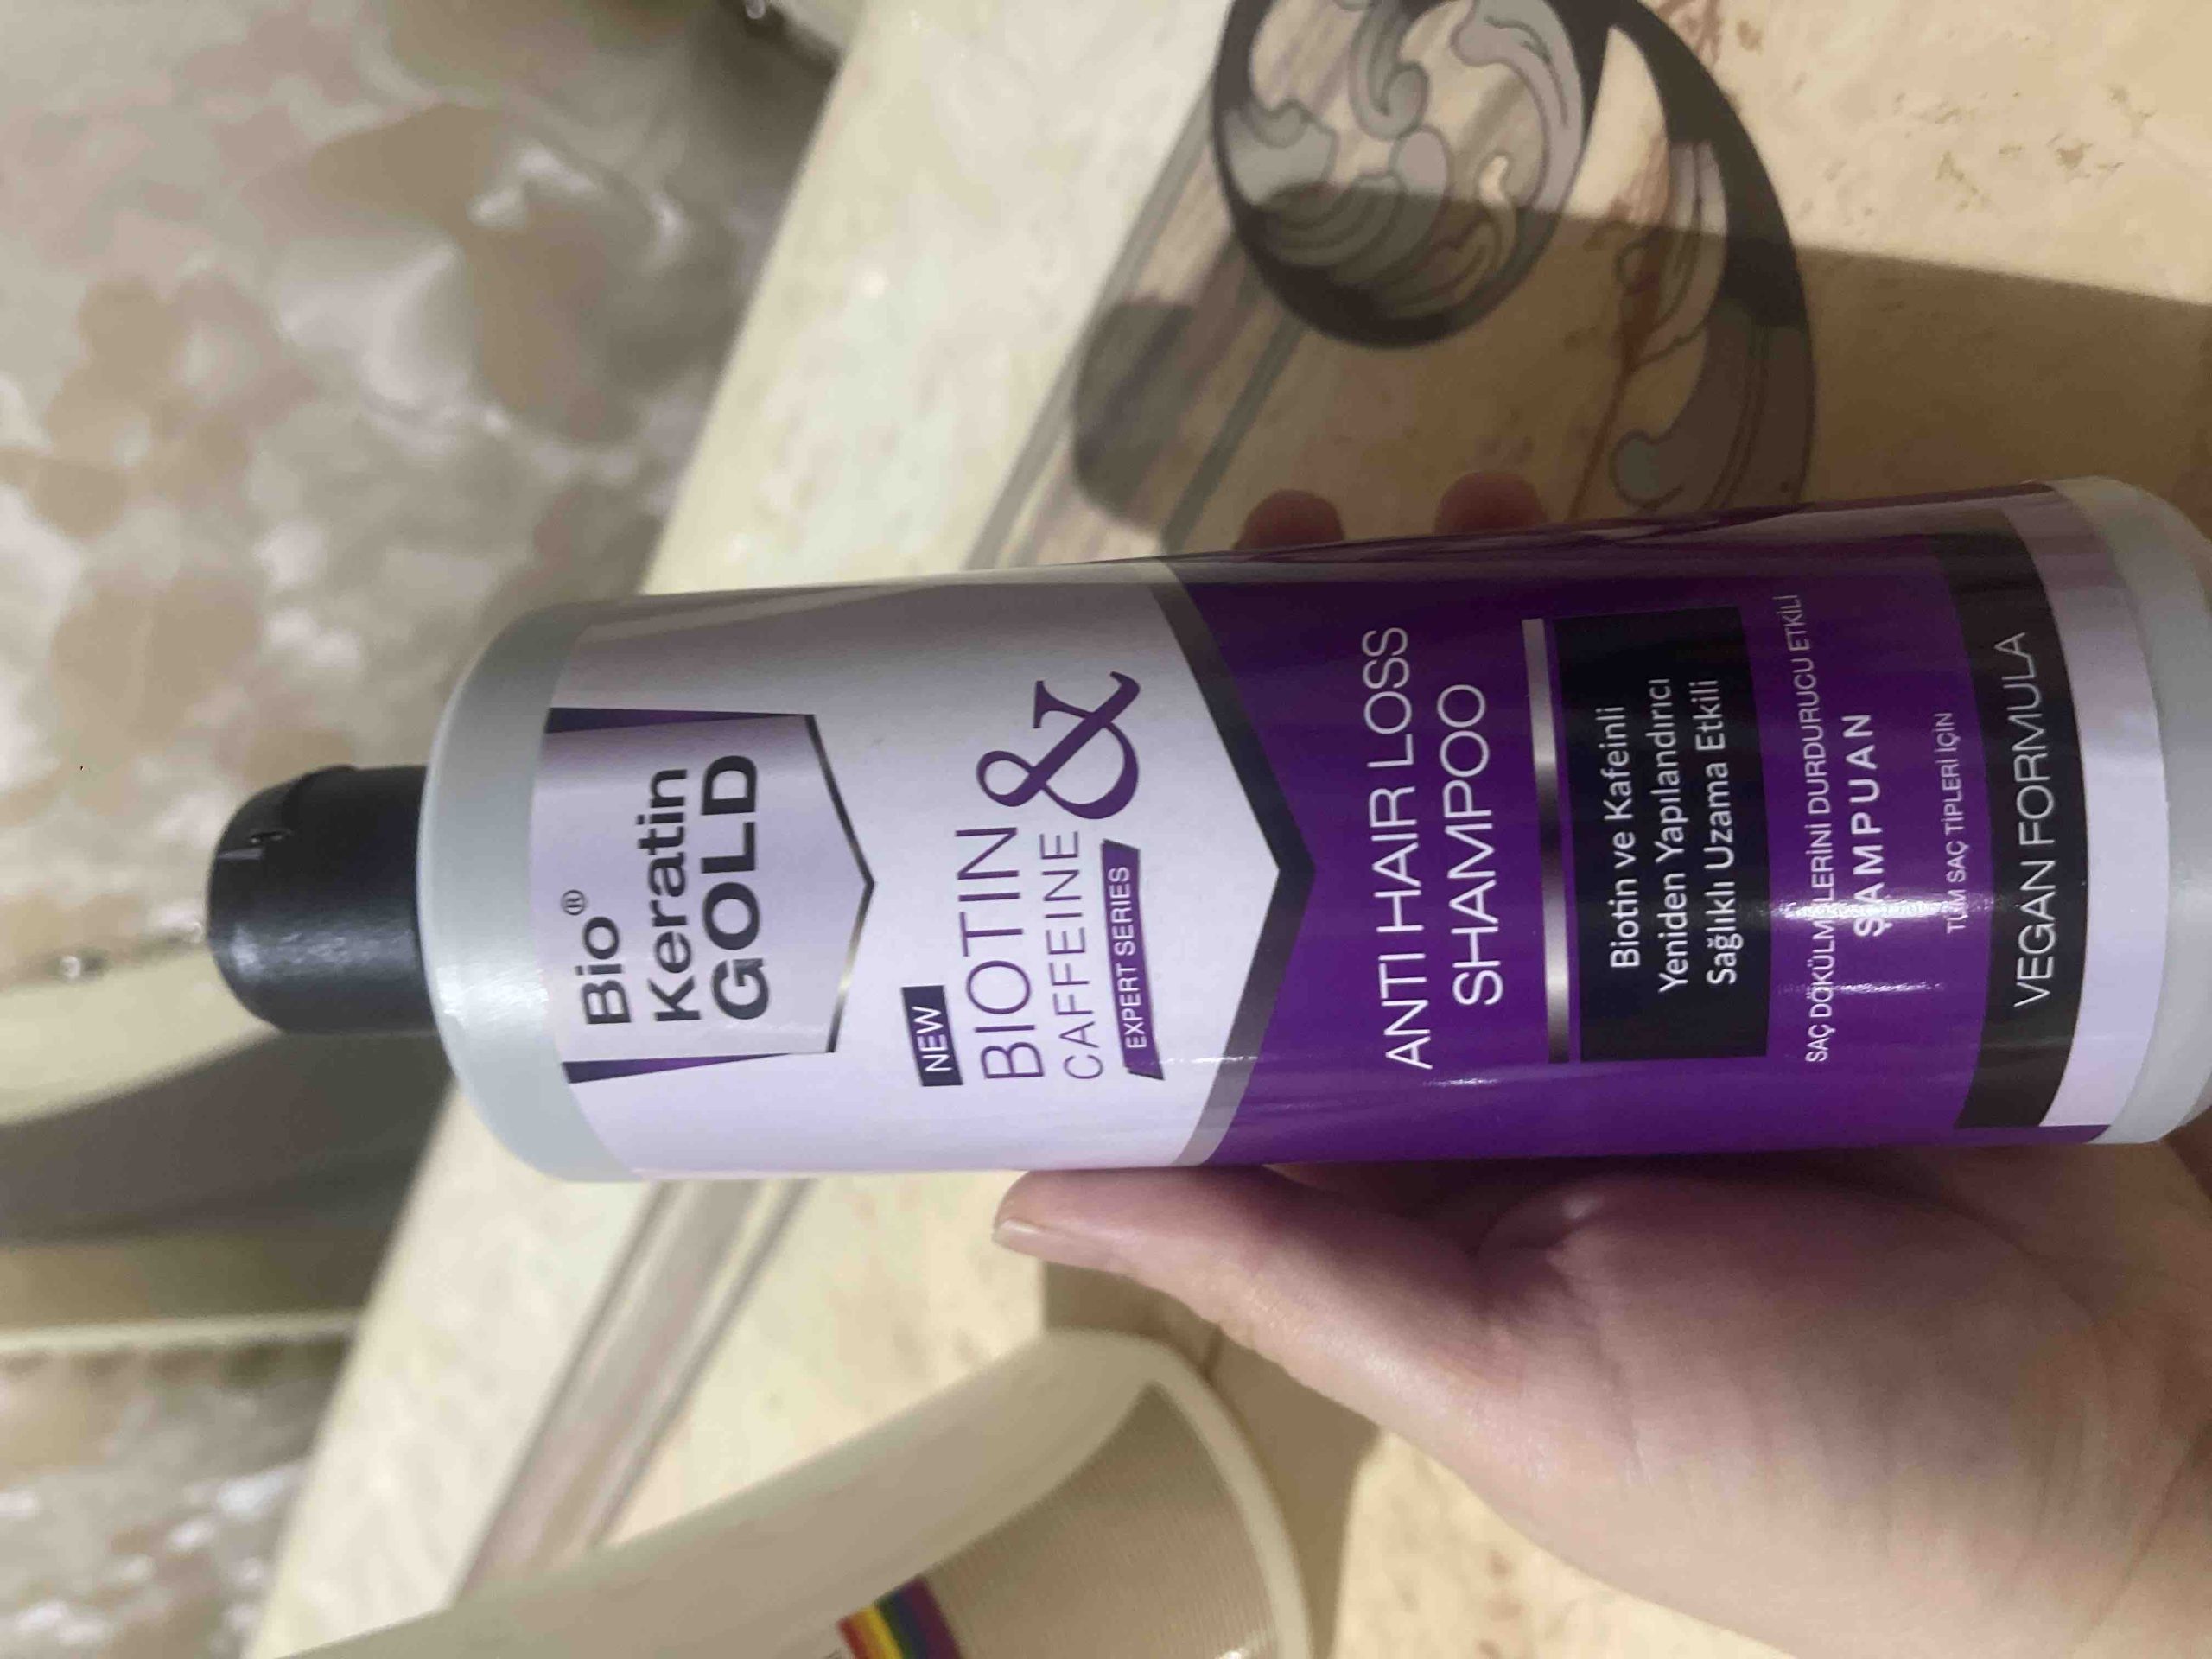 Bio®
Keratin
GOLD
NEW
BIOTIN &
CAFFEINE
EXPERT SERIES
ANTI HAIR LOSS
SHAMPOO
Biotin ve Kafeinli
Yeniden Yapılandırıcı
Sağlıklı Uzama Etkili
SAÇ DÖKÜLMELERİNİ DURDURUCU ETKİLİ
ŞAMPUAN
TÜM SAÇ TİPLERİ İÇİN
VEGAN FORMULA